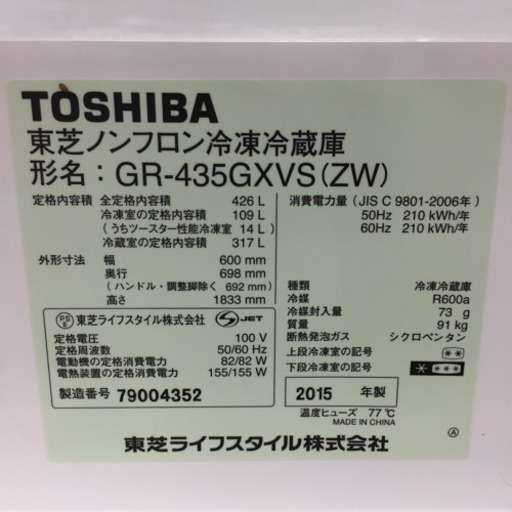 TOSHIBA
東芝ノンフロン冷凍冷蔵庫
形名：GR-435GXVS(ZW)
定格内容積 全定格内容積 426 L
冷凍室の定格内容積 109 L
（うちツースター性能冷凍室 14 L）
冷蔵室の定格内容積 317 L
外形寸法 幅 600 mm
奥行 698 mm
（ハンドル・調整脚除く 692 mm）
高さ 1833 mm
PS E 東芝ライフスタイル株式会社 JET
定格電圧 100 V
定格周波数 50/60 Hz
電動機の定格消費電力 82/82 W
電熱装置の定格消費電力 155/155 W
製造番号 79004352
消費電力量（JIS C 9801-2006年）
50Hz 210 kWh/年
60Hz 210 kWh/年
種類 冷凍冷蔵庫
冷媒 R600a
冷媒封入量 73 g
質量 91 kg
断熱発泡ガス シクロペンタン
上段冷凍室の記号 **
下段冷凍室の記号 ****
2015 年製
温度ヒューズ 77℃
MADE IN CHINA
東芝ライフスタイル株式会社
Ⓐ